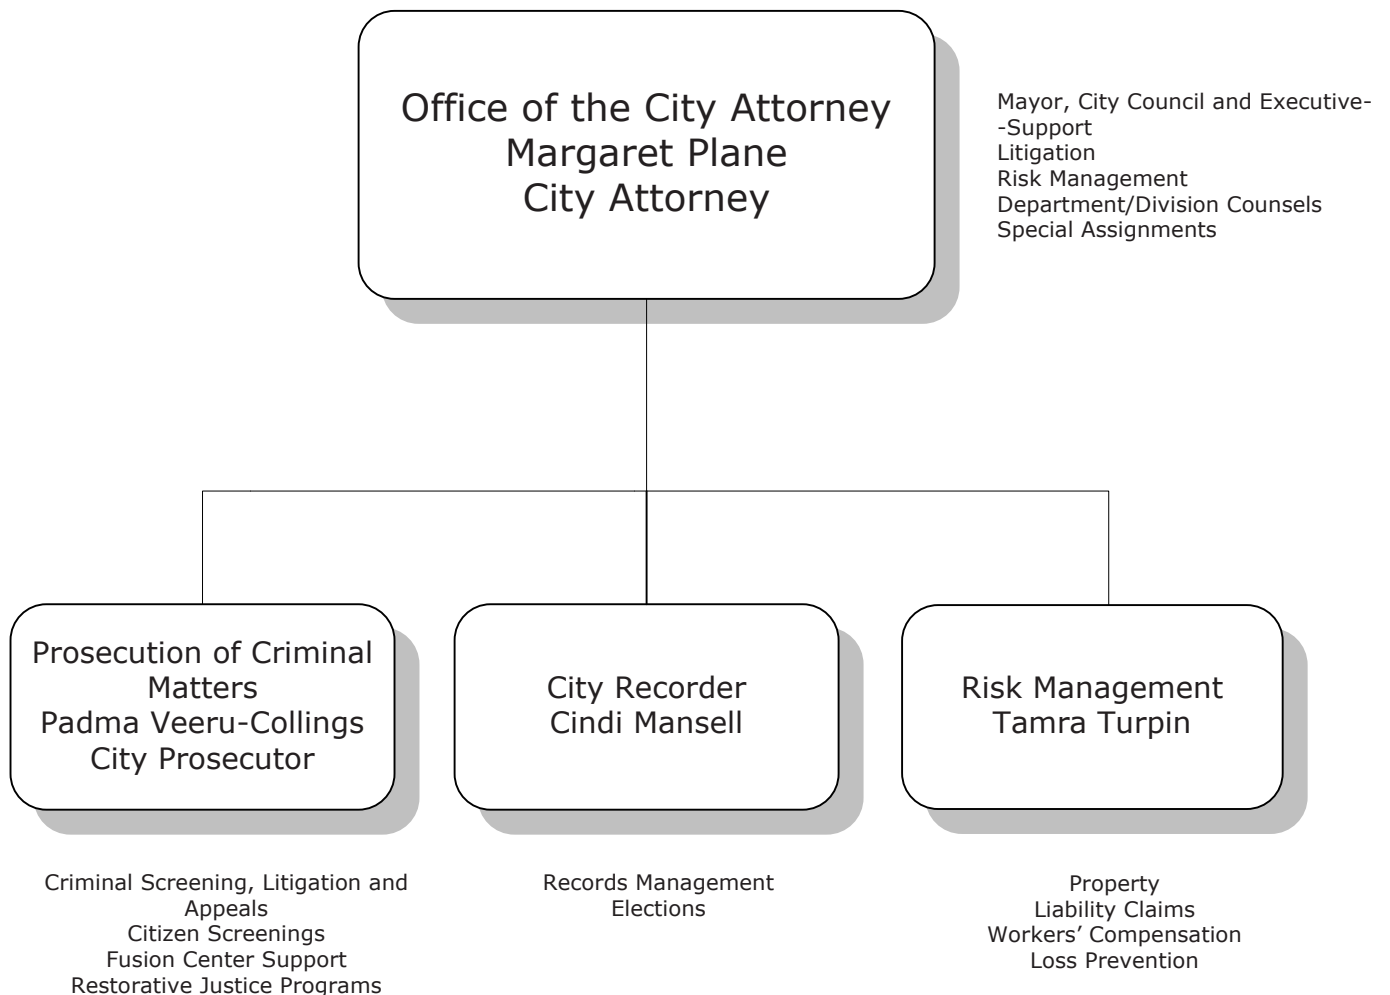 Office of the City Attorney
Margaret Plane
City Attorney
Mayor, City Council and Executive-
-Support
Litigation
Risk Management
Department/Division Counsels
Special Assignments
Prosecution of Criminal
Matters
Padma Veeru-Collings
City Prosecutor
City Recorder
Cindi Mansell
Risk Management
Tamra Turpin
Criminal Screening, Litigation and
Appeals
Citizen Screenings
Fusion Center Support
Restorative Justice Programs
Records Management
Elections
Property
Liability Claims
Workers’ Compensation
Loss Prevention